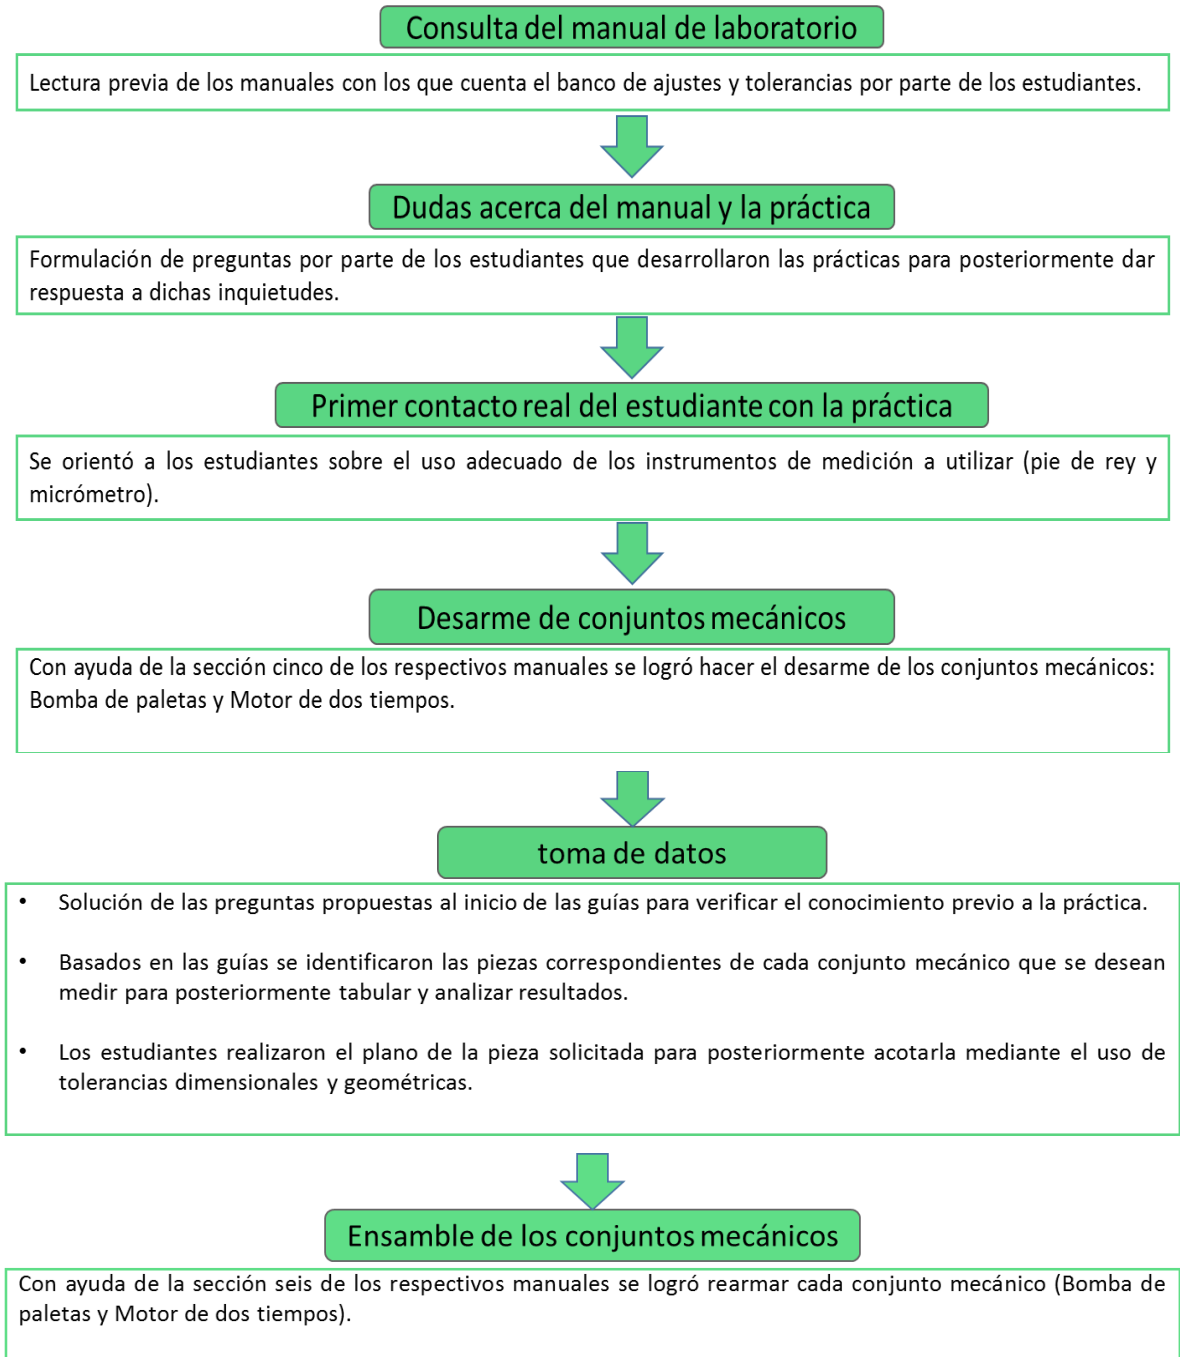 Consulta del manual de laboratorio
Lectura previa de los manuales con los que cuenta el banco de ajustes y tolerancias por parte de los estudiantes.
Dudas acerca del manual y la práctica
Formulación de preguntas por parte de los estudiantes que desarrollaron las prácticas para posteriormente dar
respuesta a dichas inquietudes.
Primer contacto real del estudiante con la práctica
Se orientó a los estudiantes sobre el uso adecuado de los instrumentos de medición a utilizar (pie de rey y
micrómetro).
Desarme de conjuntos mecánicos
Con ayuda de la sección cinco de los respectivos manuales se logró hacer el desarme de los conjuntos mecánicos:
Bomba de paletas y Motor de dos tiempos.
toma de datos
• Solución de las preguntas propuestas al inicio de las guías para verificar el conocimiento previo a la práctica.
• Basados en las guías se identificaron las piezas correspondientes de cada conjunto mecánico que se desean
medir para posteriormente tabular y analizar resultados.
• Los estudiantes realizaron el plano de la pieza solicitada para posteriormente acotarla mediante el uso de
tolerancias dimensionales y geométricas.
Ensamble de los conjuntos mecánicos
Con ayuda de la sección seis de los respectivos manuales se logró rearmar cada conjunto mecánico (Bomba de
paletas y Motor de dos tiempos).